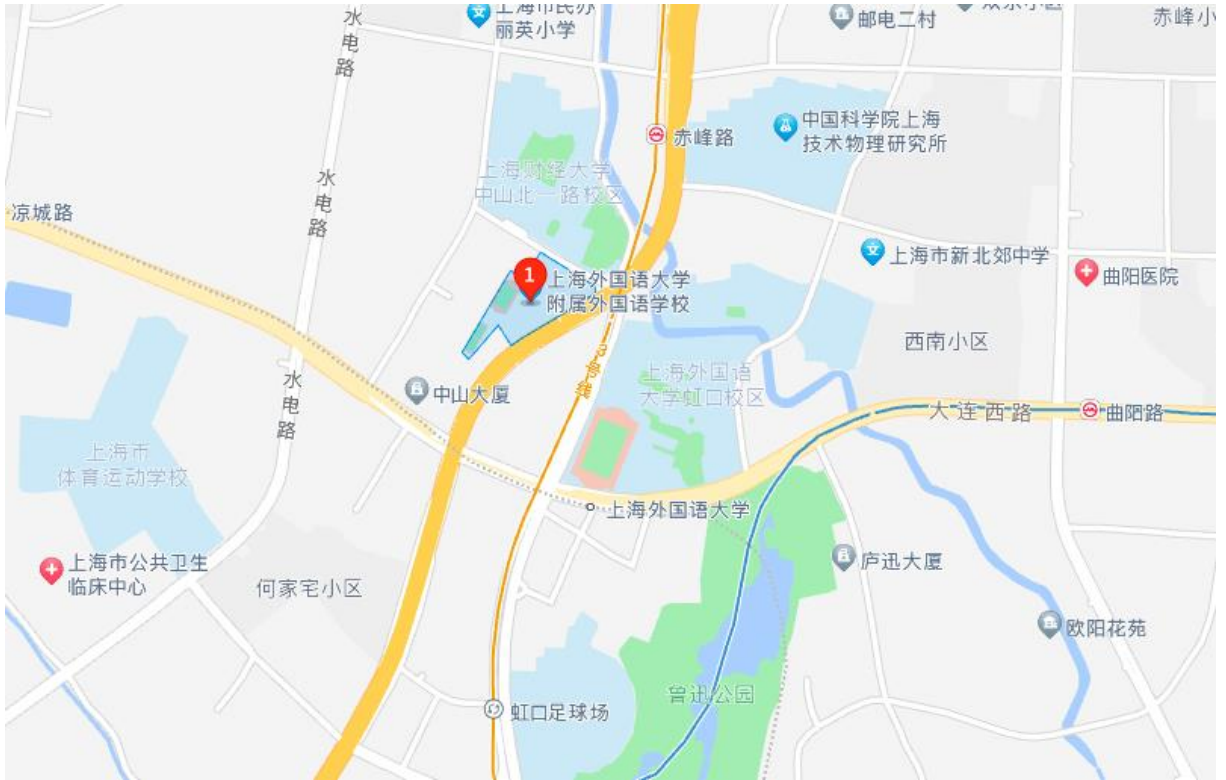 上海市民办
丽英小学
邮电二村
赤峰小
水电路
赤峰路
中国科学院上海
技术物理研究所
上海财经大学
中山北一路校区
水电路
凉城路
上海市新北郊中学
曲阳医院
1
上海外国语大学
附属外国语学校
西南小区
3号线
上海外国语
大学虹口校区
中山大厦
水电路
大连西路
曲阳路
上海市
体育运动学校
上海外国语大学
上海市公共卫生
临床中心
何家宅小区
庐迅大厦
欧阳花苑
曾迅公园
虹口足球场